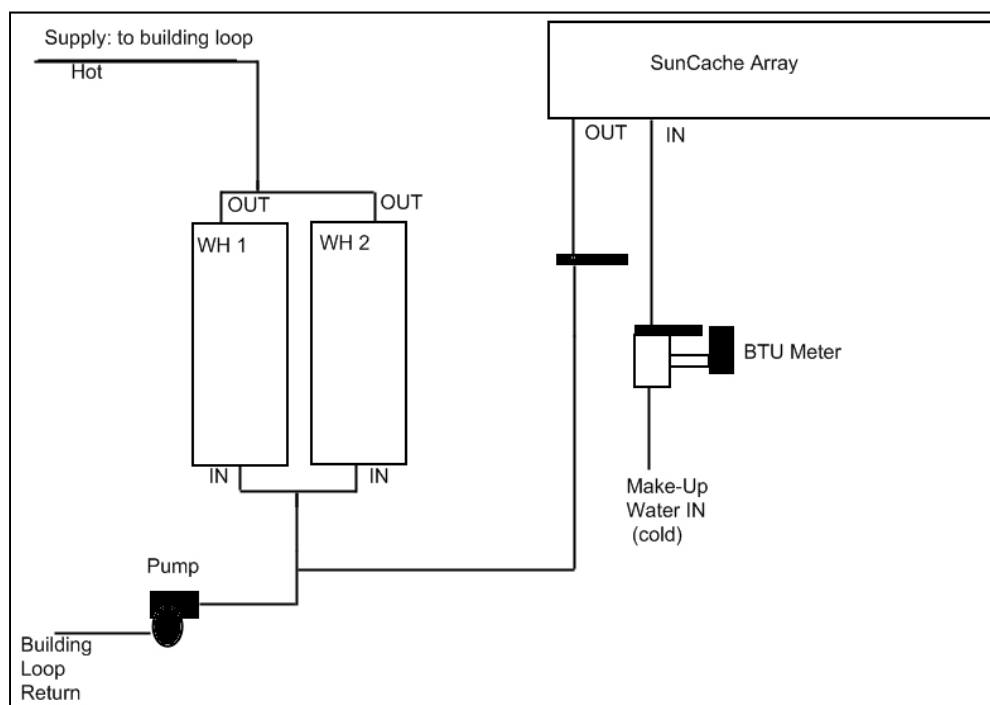 Supply: to building loop
Hot
SunCache Array
OUT
IN
OUT
OUT
WH 1
WH 2
BTU Meter
IN
IN
Make-Up
Water IN
(cold)
Pump
Building
Loop
Return